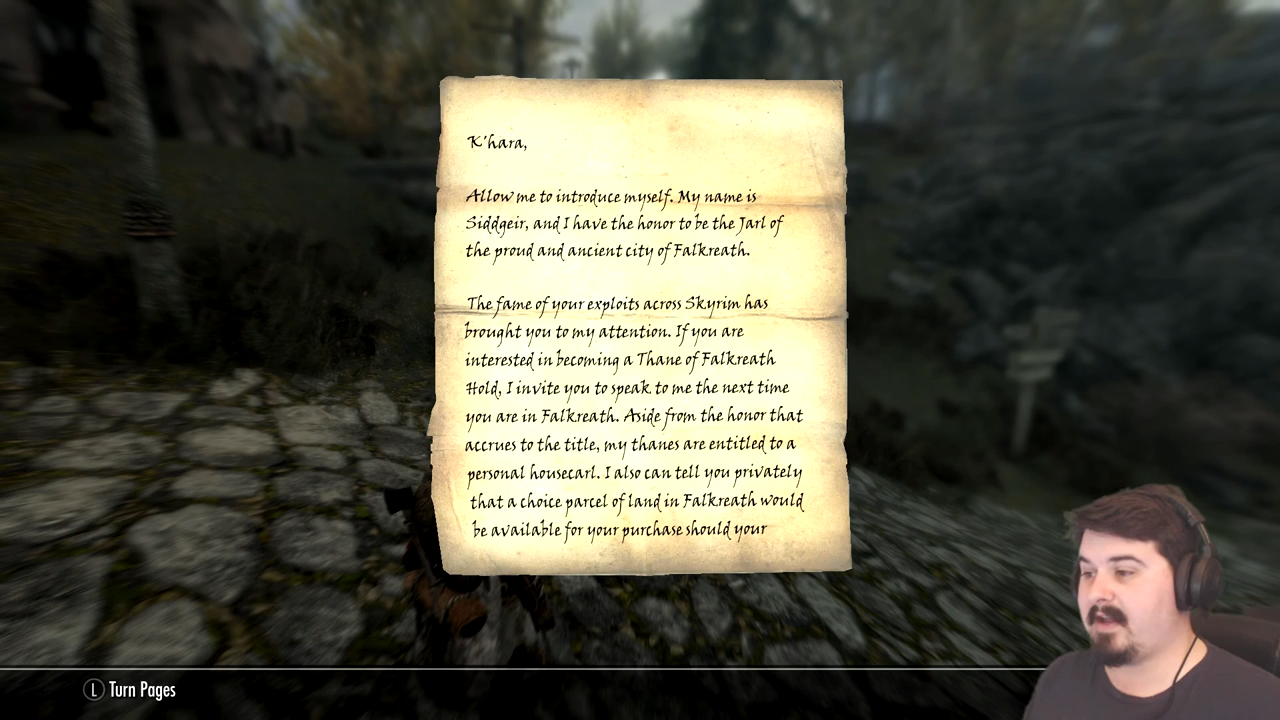 K'hara,
Allow me to introduce myself. My name is
Siddgeir, and I have the honor to be the Jarl of
the proud and ancient city of Falkreath.
The fame of your exploits across Skyrim has
brought you to my attention. If you are
interested in becoming a Thane of Falkreath
Hold, I invite you to speak to me the next time
you are in Falkreath. Aside from the honor that
accrues to the title, my thanes are entitled to a
personal housecarl. I also can tell you privately
that a choice parcel of land in Falkreath would
be available for your purchase should your
L Turn Pages